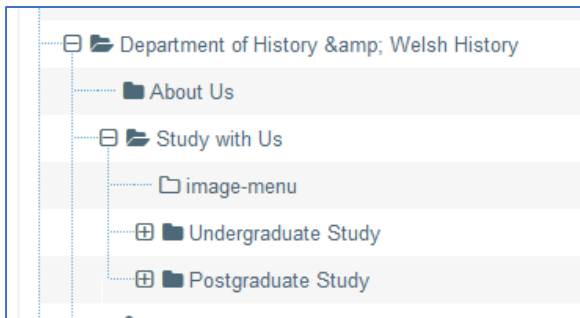 Department of History &amp; Welsh History
About Us
Study with Us
image-menu
Undergraduate Study
Postgraduate Study